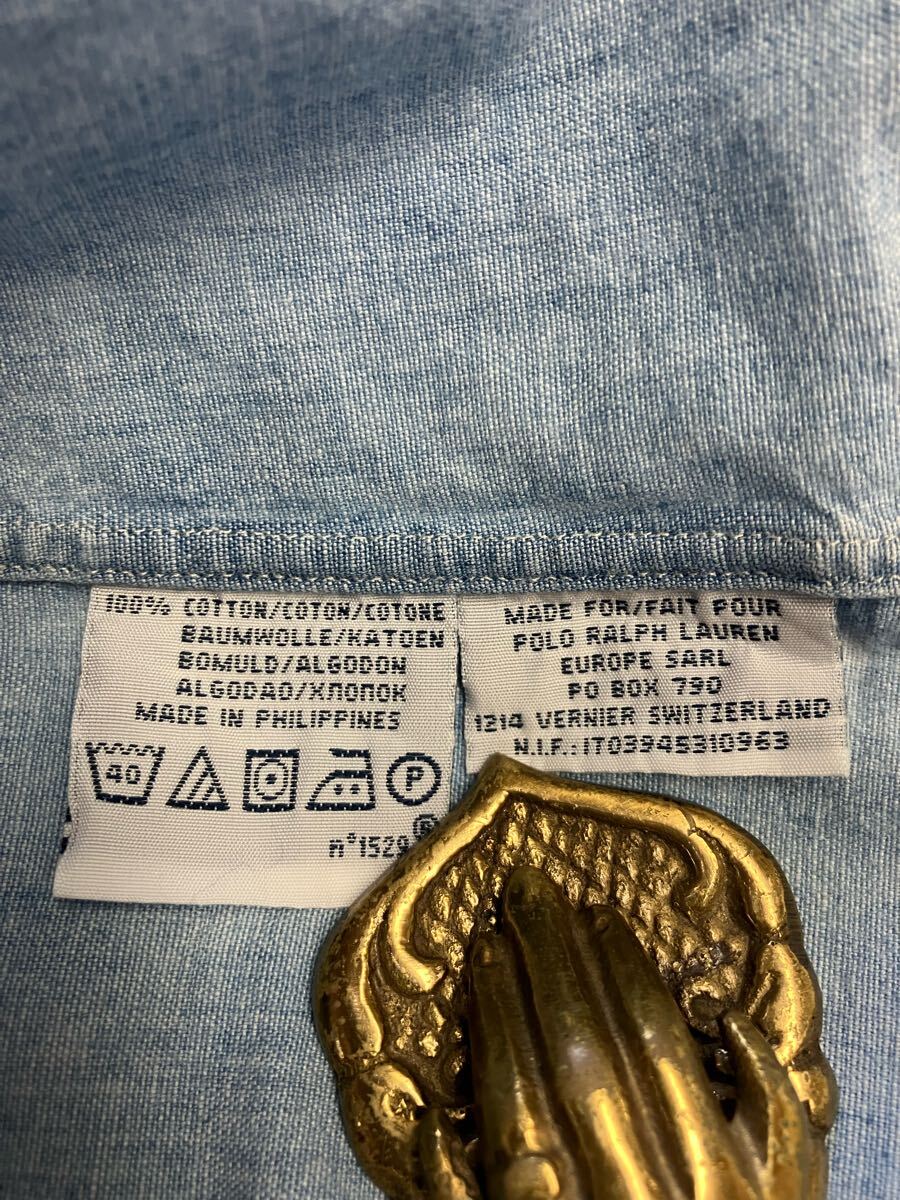 100% COTTON/COTON/COTONE
BAUMWOLLE/KATOEN
BOMULD/ALGODON
ALGODAO/ХЛОПОК
MADE IN PHILIPPINES
40
P
n°1529
MADE FOR/FAIT POUR
POLO RALPH LAUREN
EUROPE SARL
PO BOX 790
1214 VERNIER SWITZERLAND
N.I.F.:IT03945310963